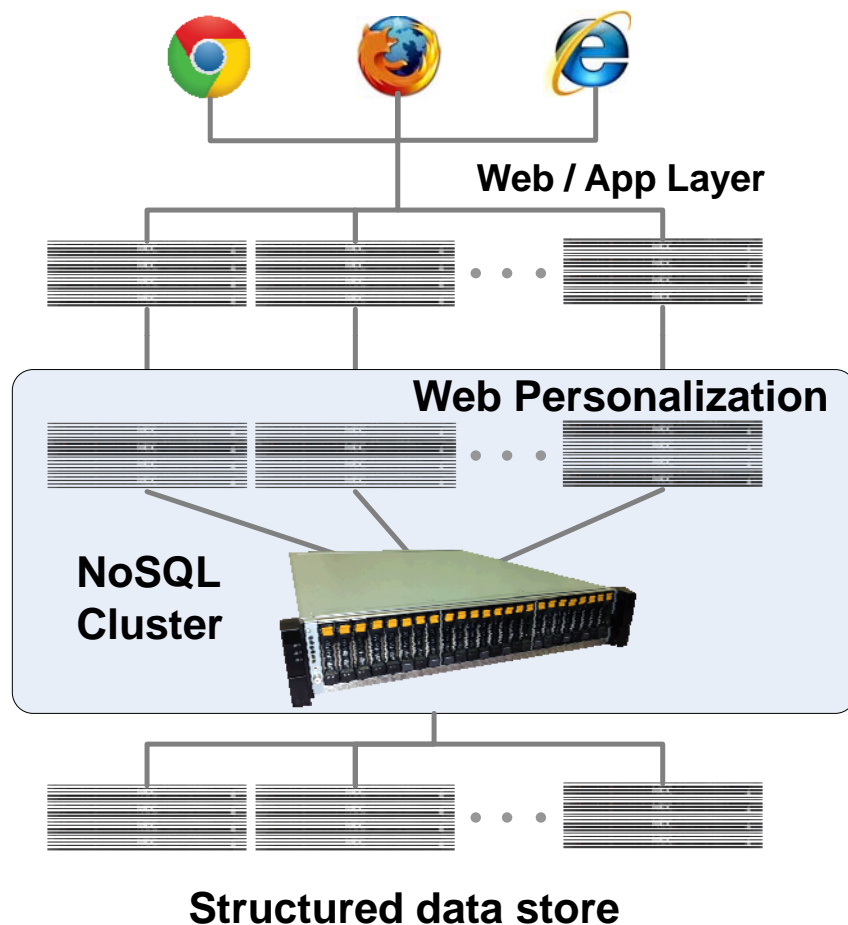 Web / App Layer
Web Personalization
NoSQL
Cluster
Structured data store